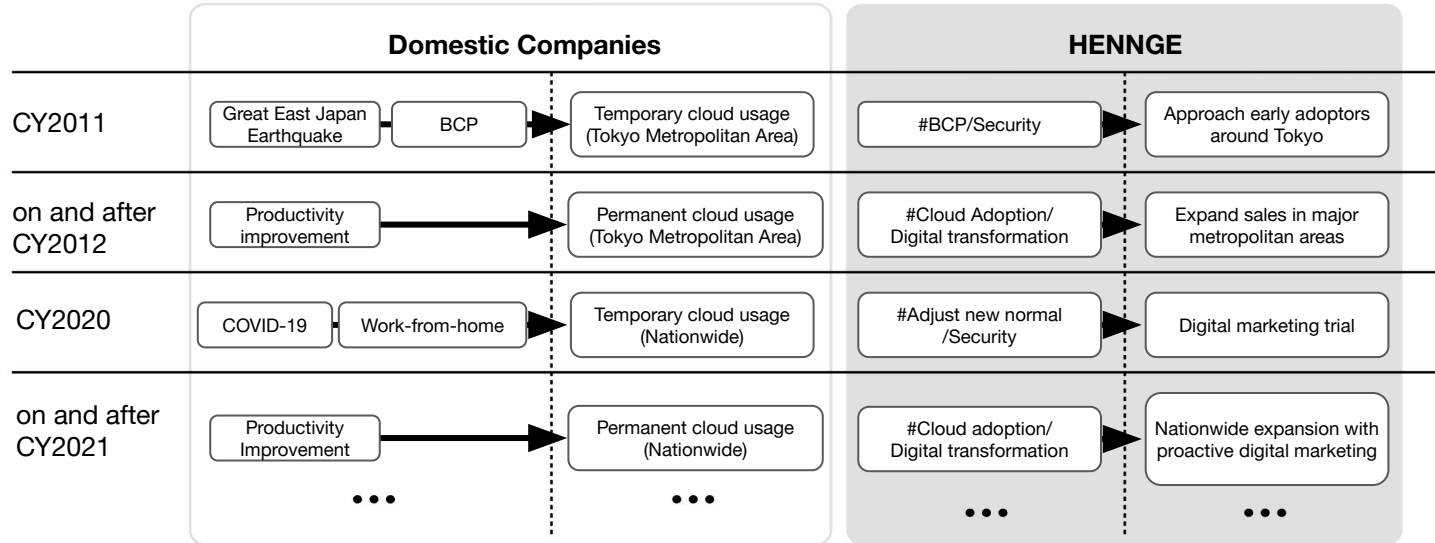 Domestic Companies
HENNGE
CY2011
Great East Japan
Earthquake
BCP
Temporary cloud usage
(Tokyo Metropolitan Area)
#BCP/Security
Approach early adoptors
around Tokyo
on and after
CY2012
Productivity
improvement
Permanent cloud usage
(Tokyo Metropolitan Area)
#Cloud Adoption/
Digital transformation
Expand sales in major
metropolitan areas
CY2020
COVID-19
Work-from-home
Temporary cloud usage
(Nationwide)
#Adjust new normal
/Security
Digital marketing trial
on and after
CY2021
Productivity
Improvement
Permanent cloud usage
(Nationwide)
#Cloud adoption/
Digital transformation
Nationwide expansion with
proactive digital marketing
••• ••• ••• •••